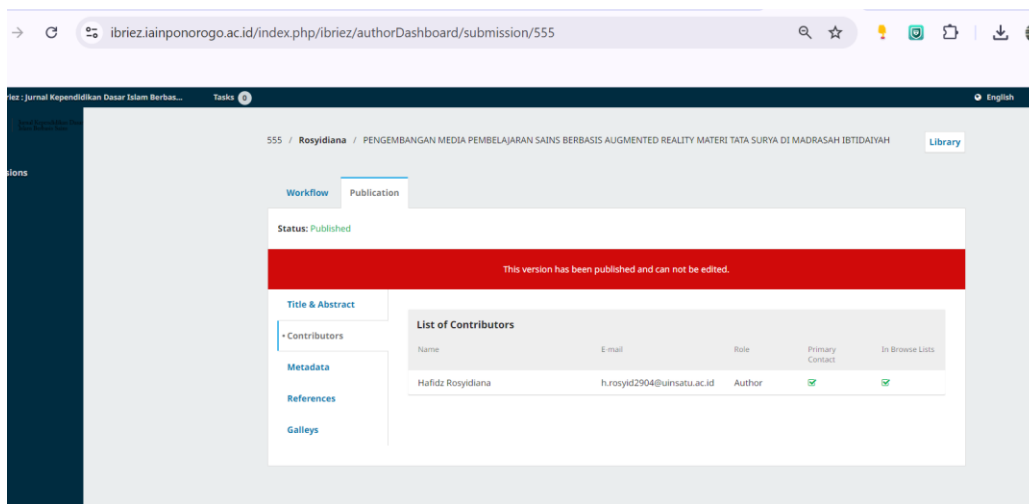 ibriez.iainponorogo.ac.id/index.php/ibriez/authorDashboard/submission/555
riez : Jurnal Kependidikan Dasar Islam Berbas... Tasks 0 English
555 / Rosyidiana / PENGEMBANGAN MEDIA PEMBELAJARAN SAINS BERBASIS AUGMENTED REALITY MATERI TATA SURYA DI MADRASAH IBTIDAIYAH Library
sions
Workflow Publication
Status: Published
This version has been published and can not be edited.
Title & Abstract
• Contributors
Metadata
References
Galleys
List of Contributors
Name E-mail Role Primary Contact In Browse Lists
Hafidz Rosyidiana h.rosyid2904@uinsatu.ac.id Author